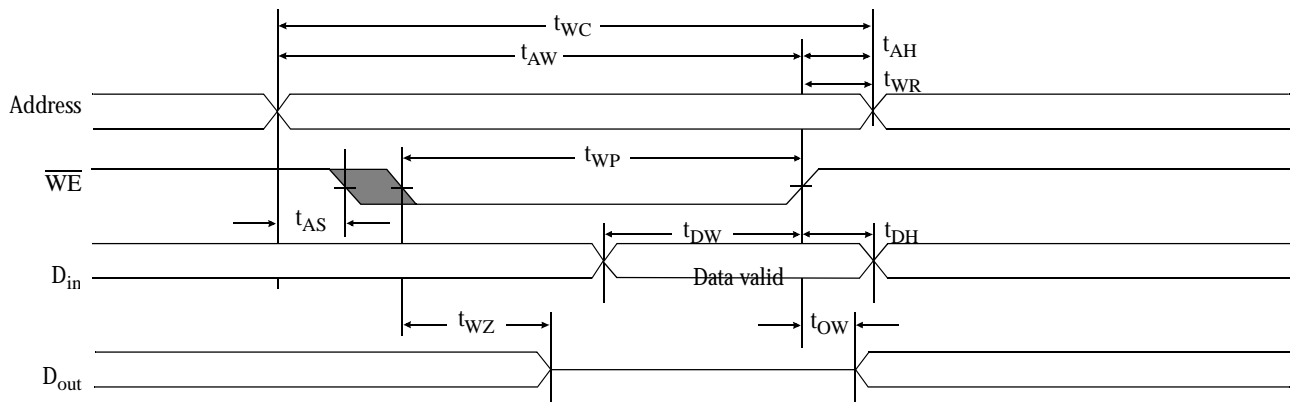 tWC
tAW
tAH
tWR
Address
tWP
WE
tAS
tDW
tDH
Din
Data valid
tWZ
tOW
Dout